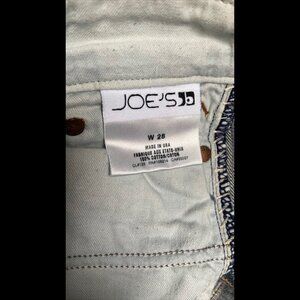 JOE'S
W 28
MADE IN USA
FABRIQUE AUX ETATS-UNIS
100% COTTON/COTON